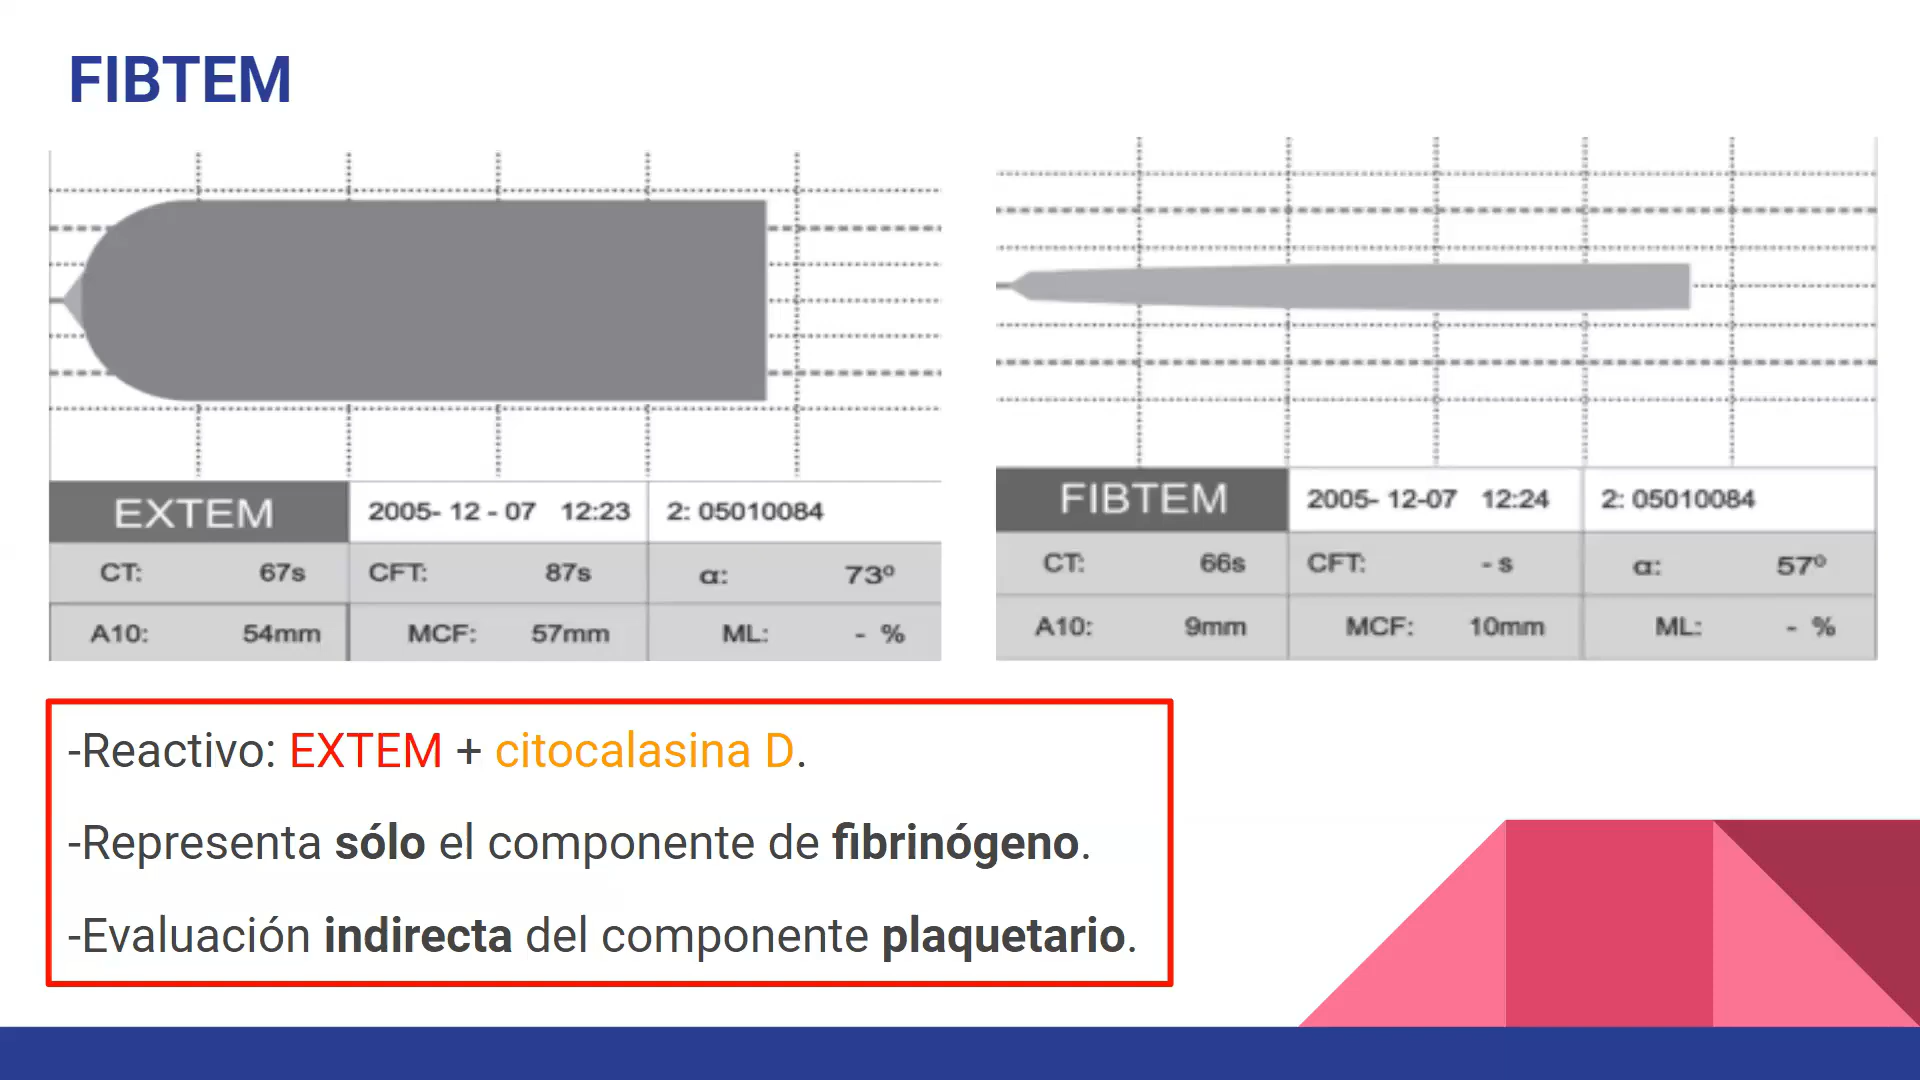 FIBTEM
EXTEM 2005- 12 - 07 12:23 2: 05010084
CT: 67s CFT: 87s α: 73º
A10: 54mm MCF: 57mm ML: - %
FIBTEM 2005- 12-07 12:24 2: 05010084
CT: 66s CFT: - s α: 57º
A10: 9mm MCF: 10mm ML: - %
-Reactivo: EXTEM + citocalasina D.
-Representa sólo el componente de fibrinógeno.
-Evaluación indirecta del componente plaquetario.